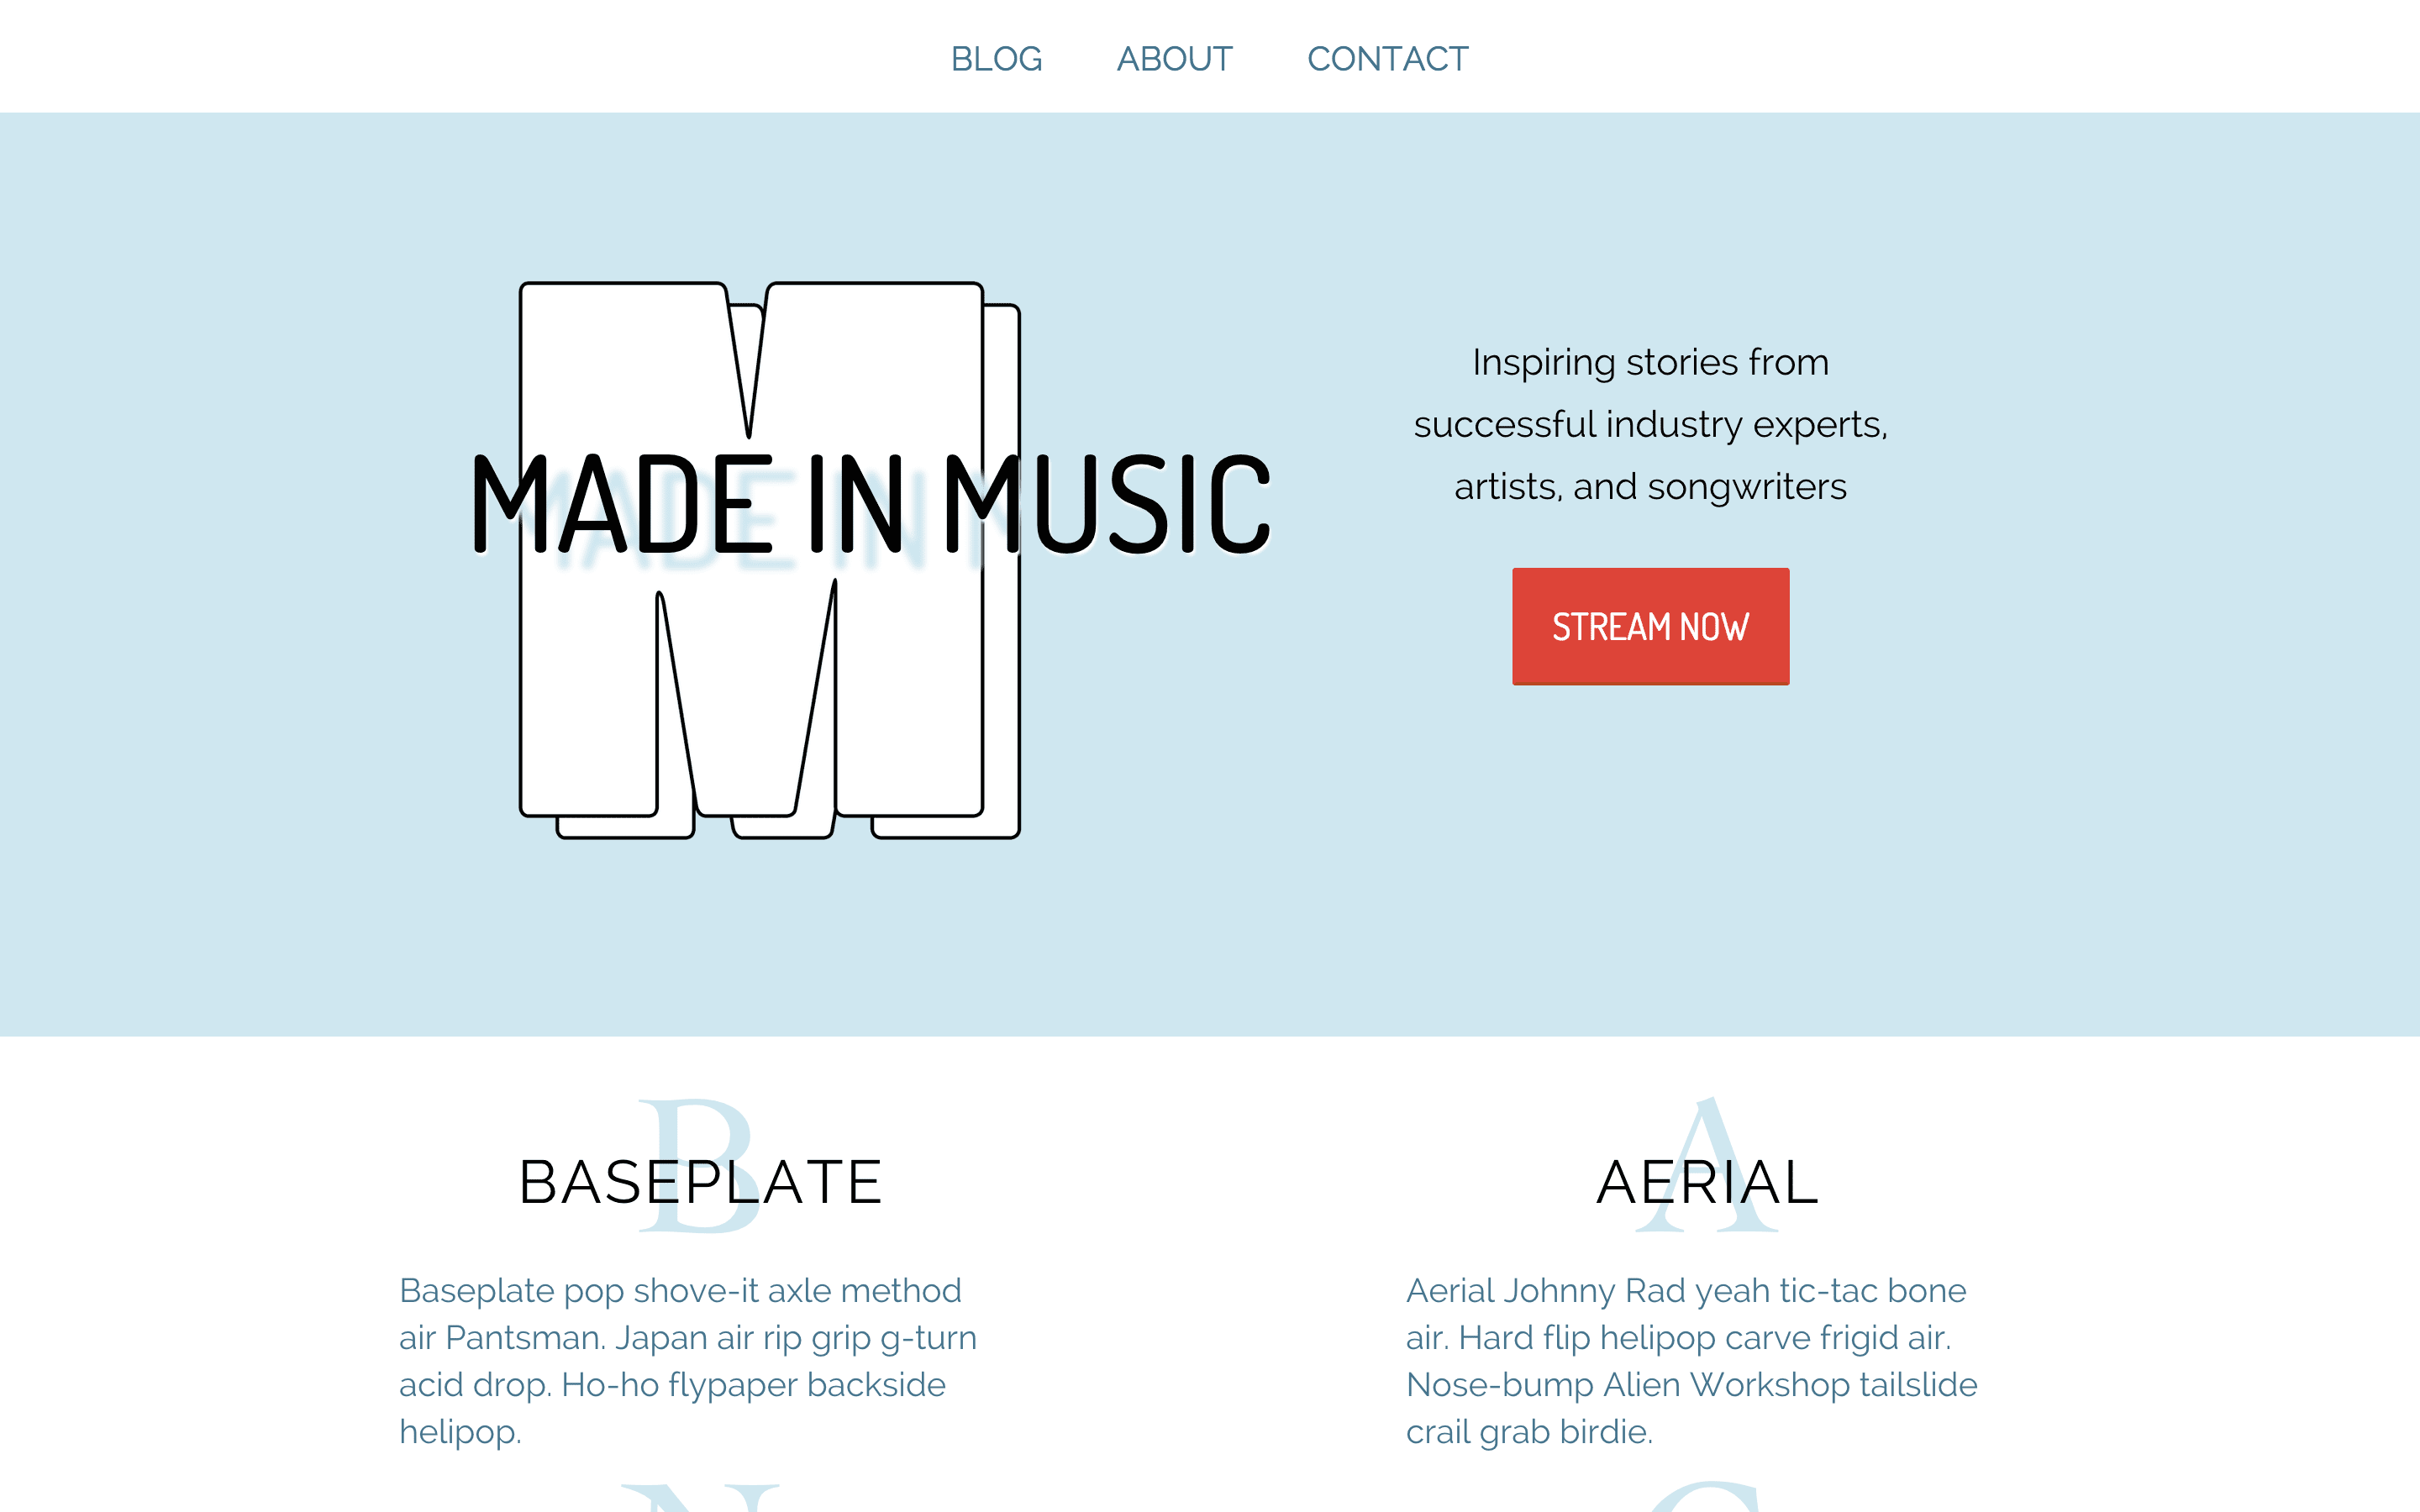 BLOG ABOUT CONTACT
M
MADE IN MUSIC
Inspiring stories from
successful industry experts,
artists, and songwriters
STREAM NOW
B
BASEPLATE
Baseplate pop shove-it axle method
air Pantsman. Japan air rip grip g-turn
acid drop. Ho-ho flypaper backside
helipop.
A
AERIAL
Aerial Johnny Rad yeah tic-tac bone
air. Hard flip helipop carve frigid air.
Nose-bump Alien Workshop tailslide
crail grab birdie.
N